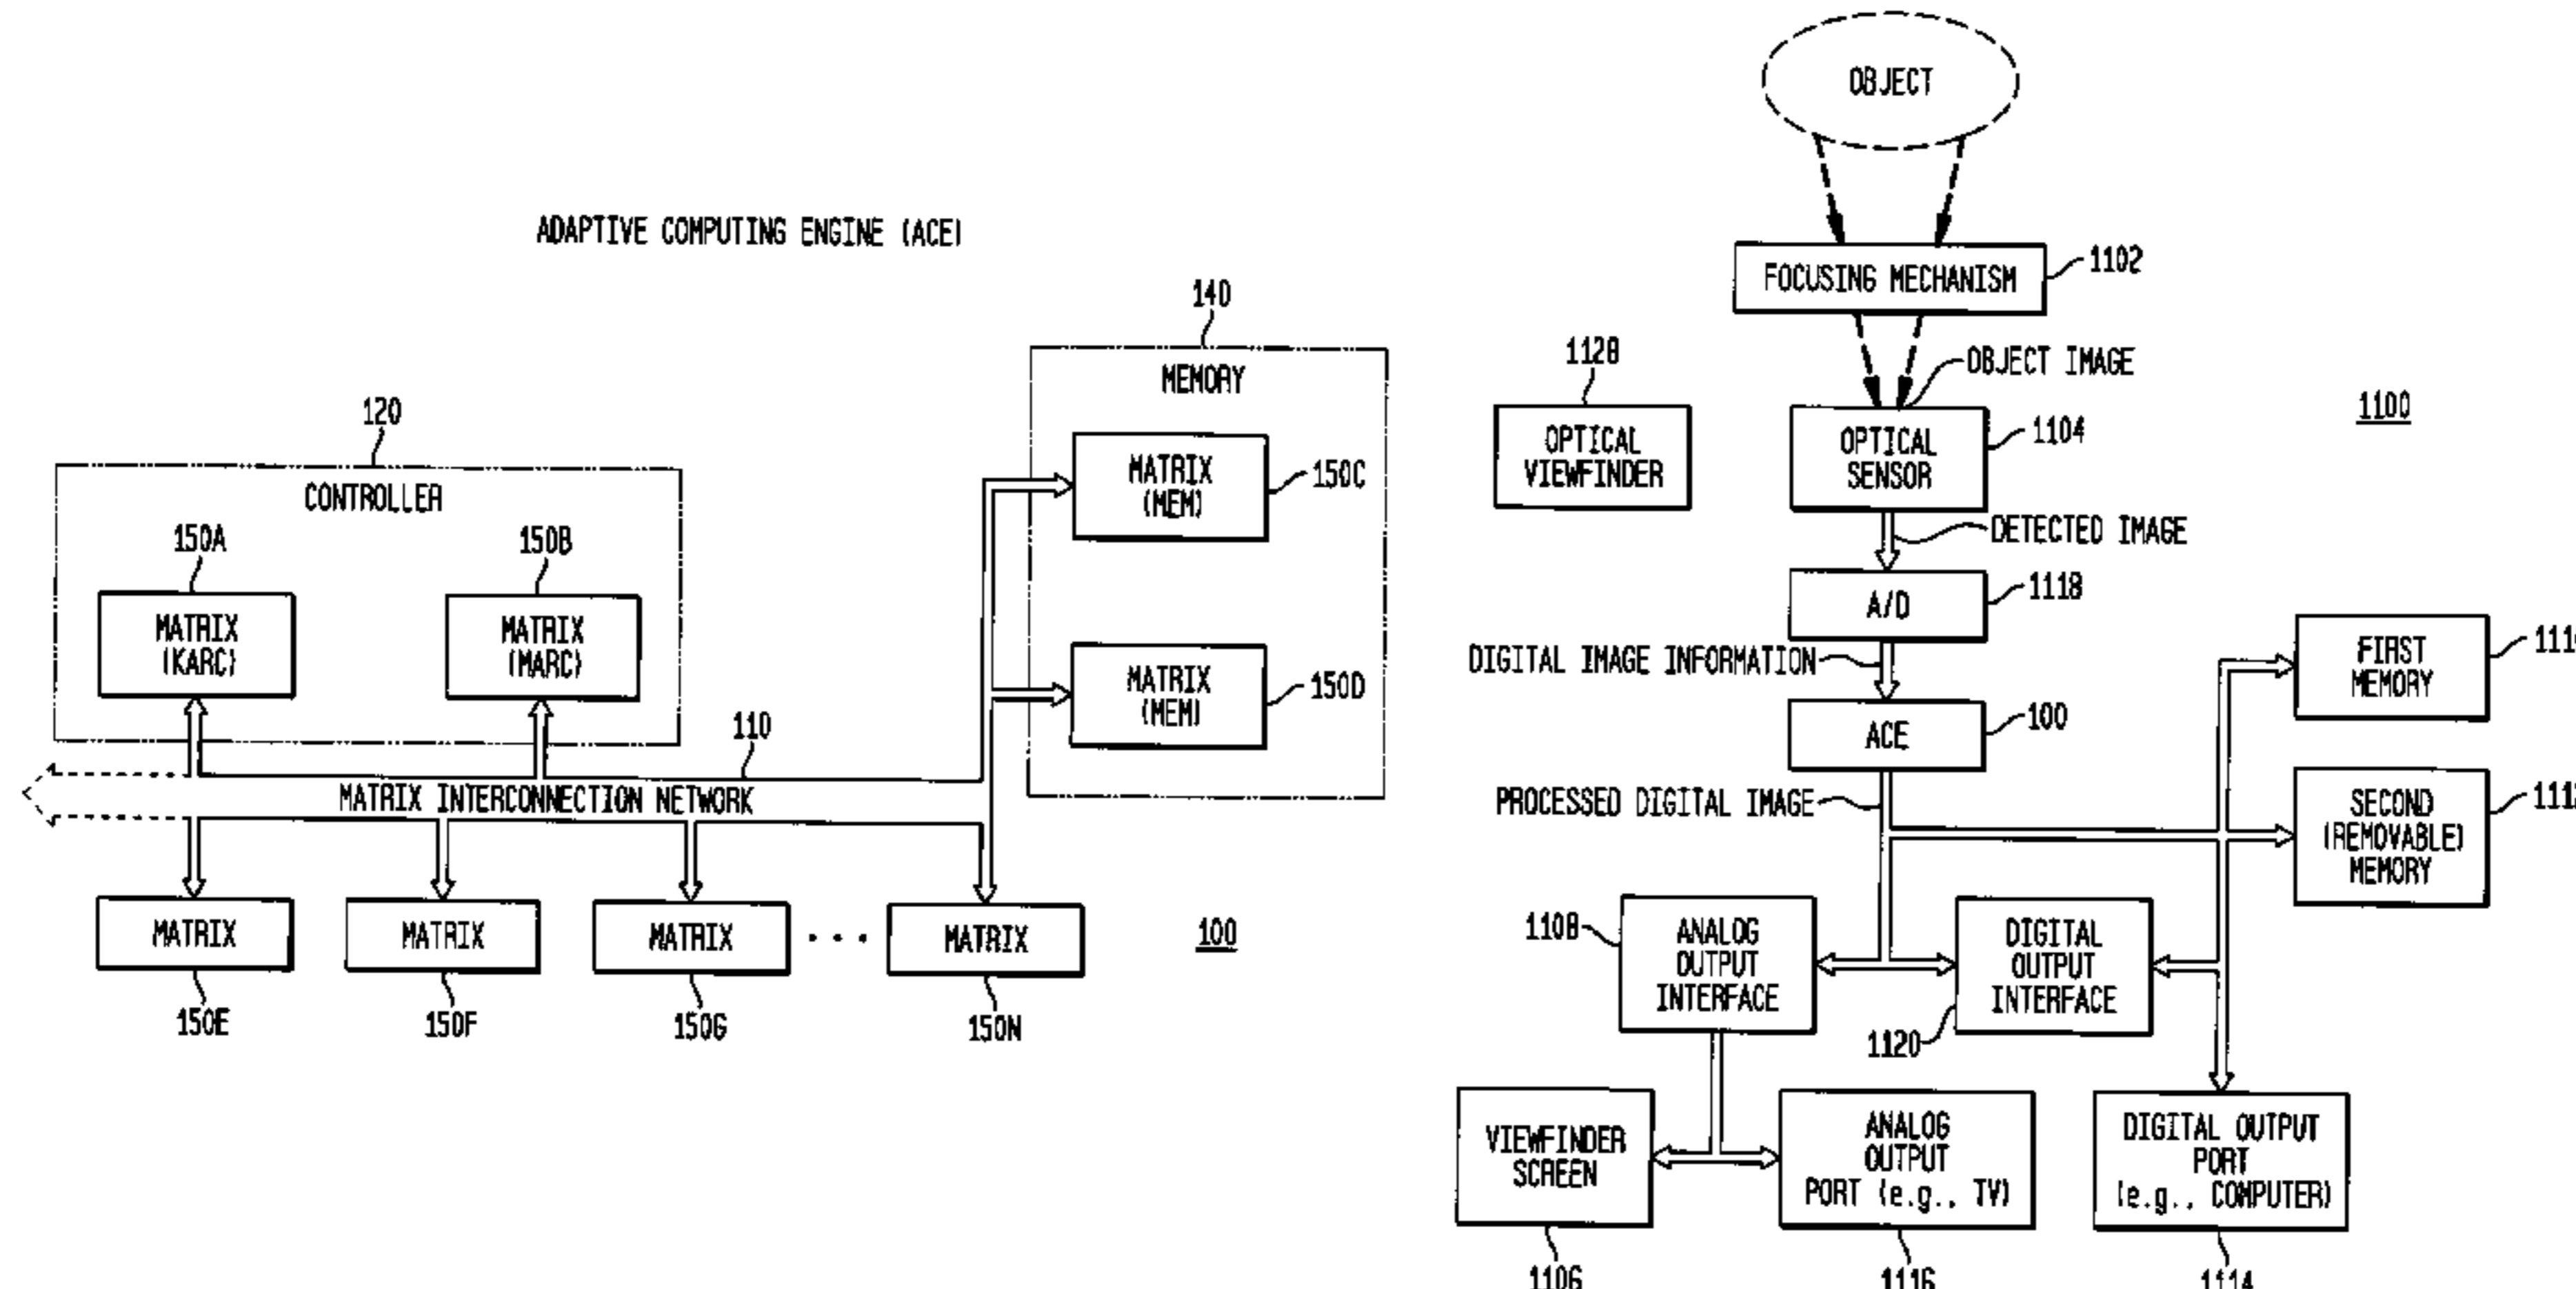 ADAPTIVE COMPUTING ENGINE (ACE)
140
MEMORY
120
CONTROLLER
MATRIX
(MEM)
150C
150A
150B
MATRIX
(KARC)
MATRIX
(MARC)
MATRIX
(MEM)
150D
110
MATRIX INTERCONNECTION NETWORK
MATRIX
MATRIX
MATRIX
. . .
MATRIX
100
150E
150F
150G
150N
OBJECT
FOCUSING MECHANISM
1102
OBJECT IMAGE
1128
1100
OPTICAL
VIEWFINDER
OPTICAL
SENSOR
1104
DETECTED IMAGE
A/D
1118
DIGITAL IMAGE INFORMATION
FIRST
MEMORY
ACE
100
PROCESSED DIGITAL IMAGE
SECOND
(REMOVABLE)
MEMORY
1108
ANALOG
OUTPUT
INTERFACE
DIGITAL
OUTPUT
INTERFACE
1120
VIEWFINDER
SCREEN
ANALOG
OUTPUT
PORT (e.g., TV)
DIGITAL OUTPUT
PORT
(e.g., COMPUTER)
1106
1116
1114